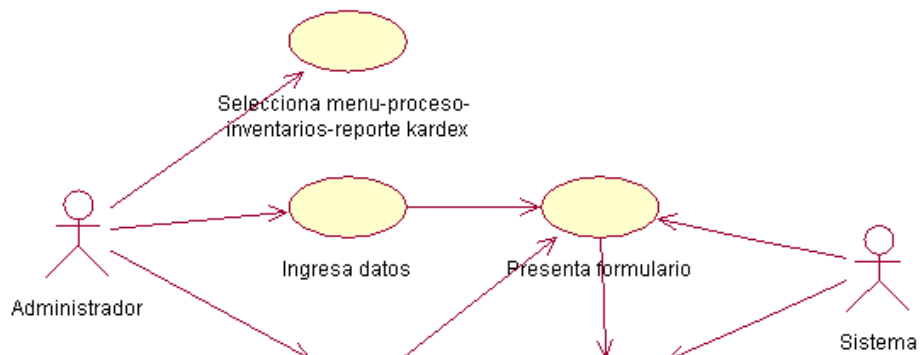 Selecciona menu-proceso-
inventarios-reporte kardex
Ingresa datos
Presenta formulario
Administrador
Sistema